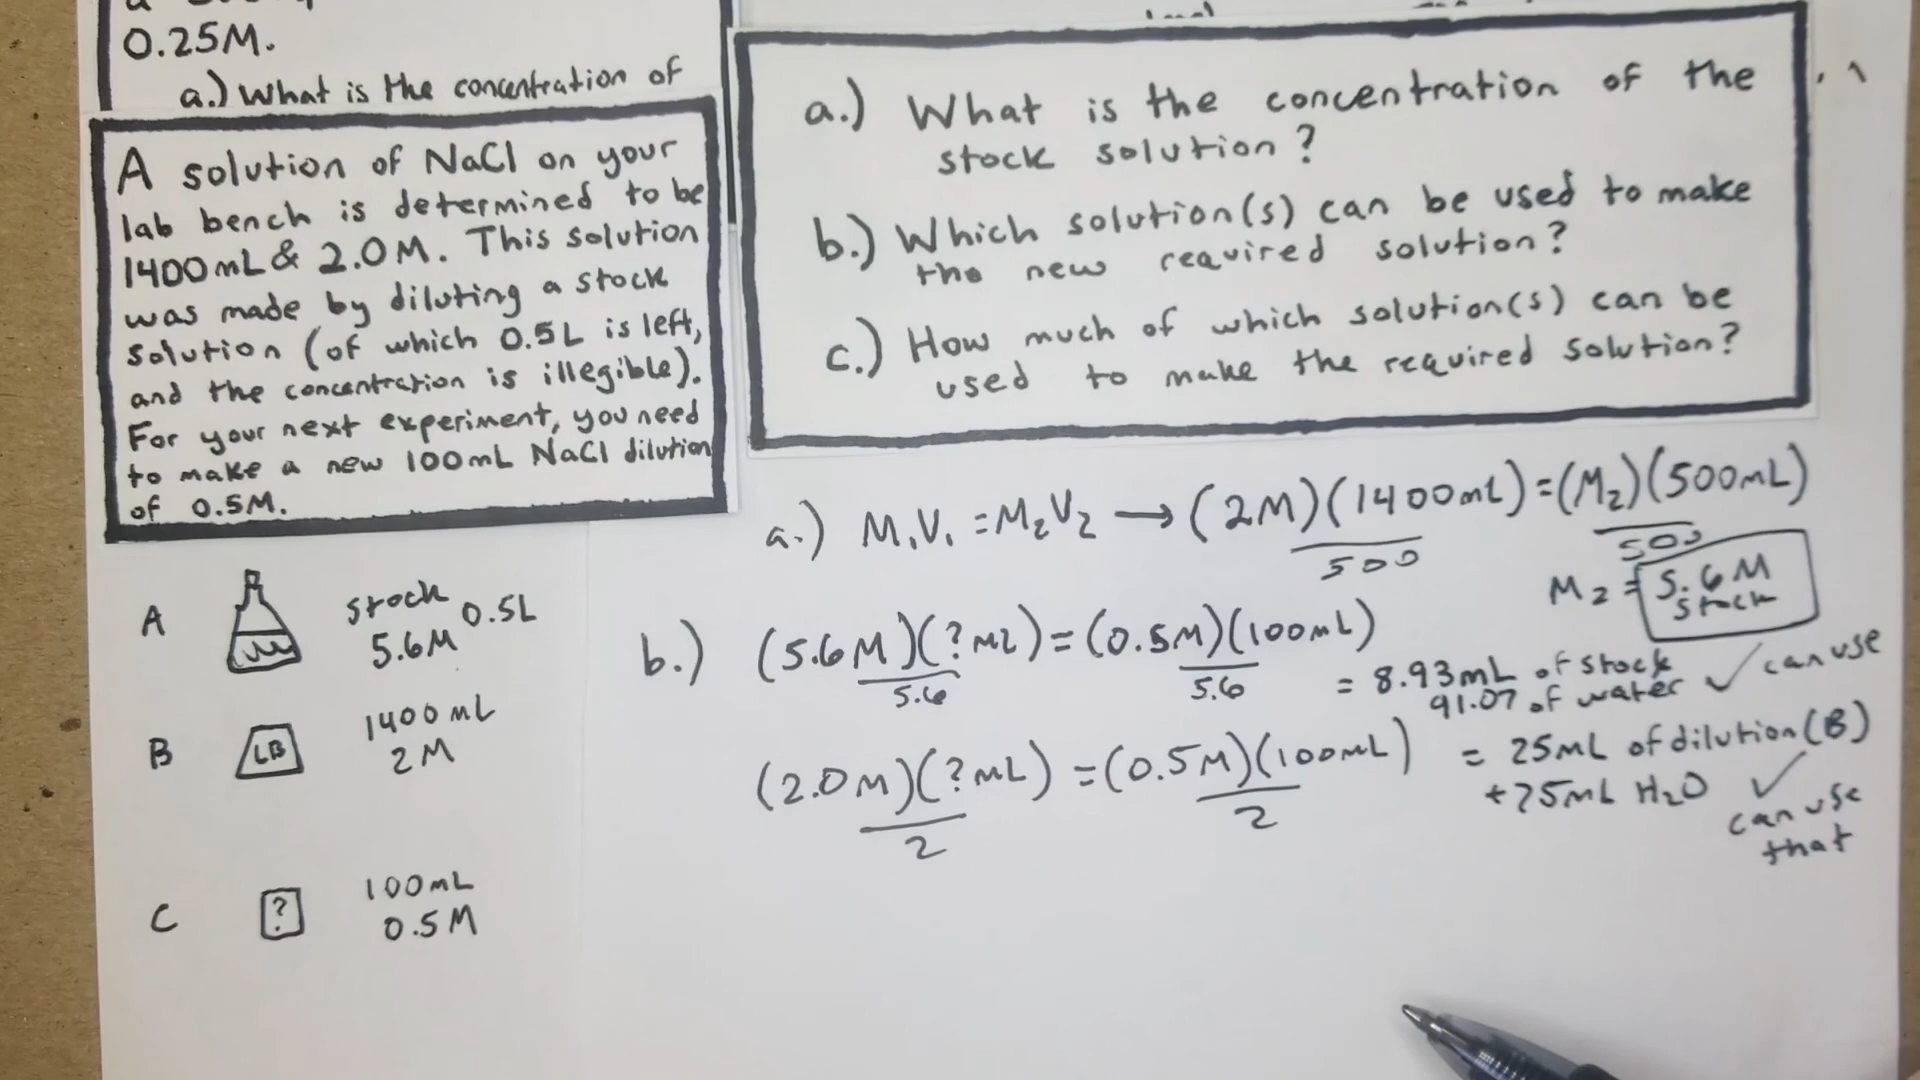 0.25M.
a.) What is the concentration of
A solution of NaCl on your
lab bench is determined to be
1400mL & 2.0M. This solution
was made by diluting a stock
solution (of which 0.5L is left,
and the concentration is illegible).
For your next experiment, you need
to make a new 100mL NaCl dilution
of 0.5M.
a.) What is the concentration of the
stock solution?
b.) Which solution(s) can be used to make
the new required solution?
c.) How much of which solution(s) can be
used to make the required solution?
a.) M₁V₁ = M₂V₂ → (2M)(1400mL) = (M₂)(500mL)
500 500
M₂ = 5.6M
stock
A stock 0.5L
5.6M
B LB 1400mL
2M
C ? 100mL
0.5M
b.) (5.6M)(?mL) = (0.5M)(100mL)
5.6 5.6
= 8.93mL of stock
91.07 of water ✓ can use
(2.0M)(?mL) = (0.5M)(100mL)
2 2
= 25mL of dilution (B)
+75mL H₂O ✓
can use
that